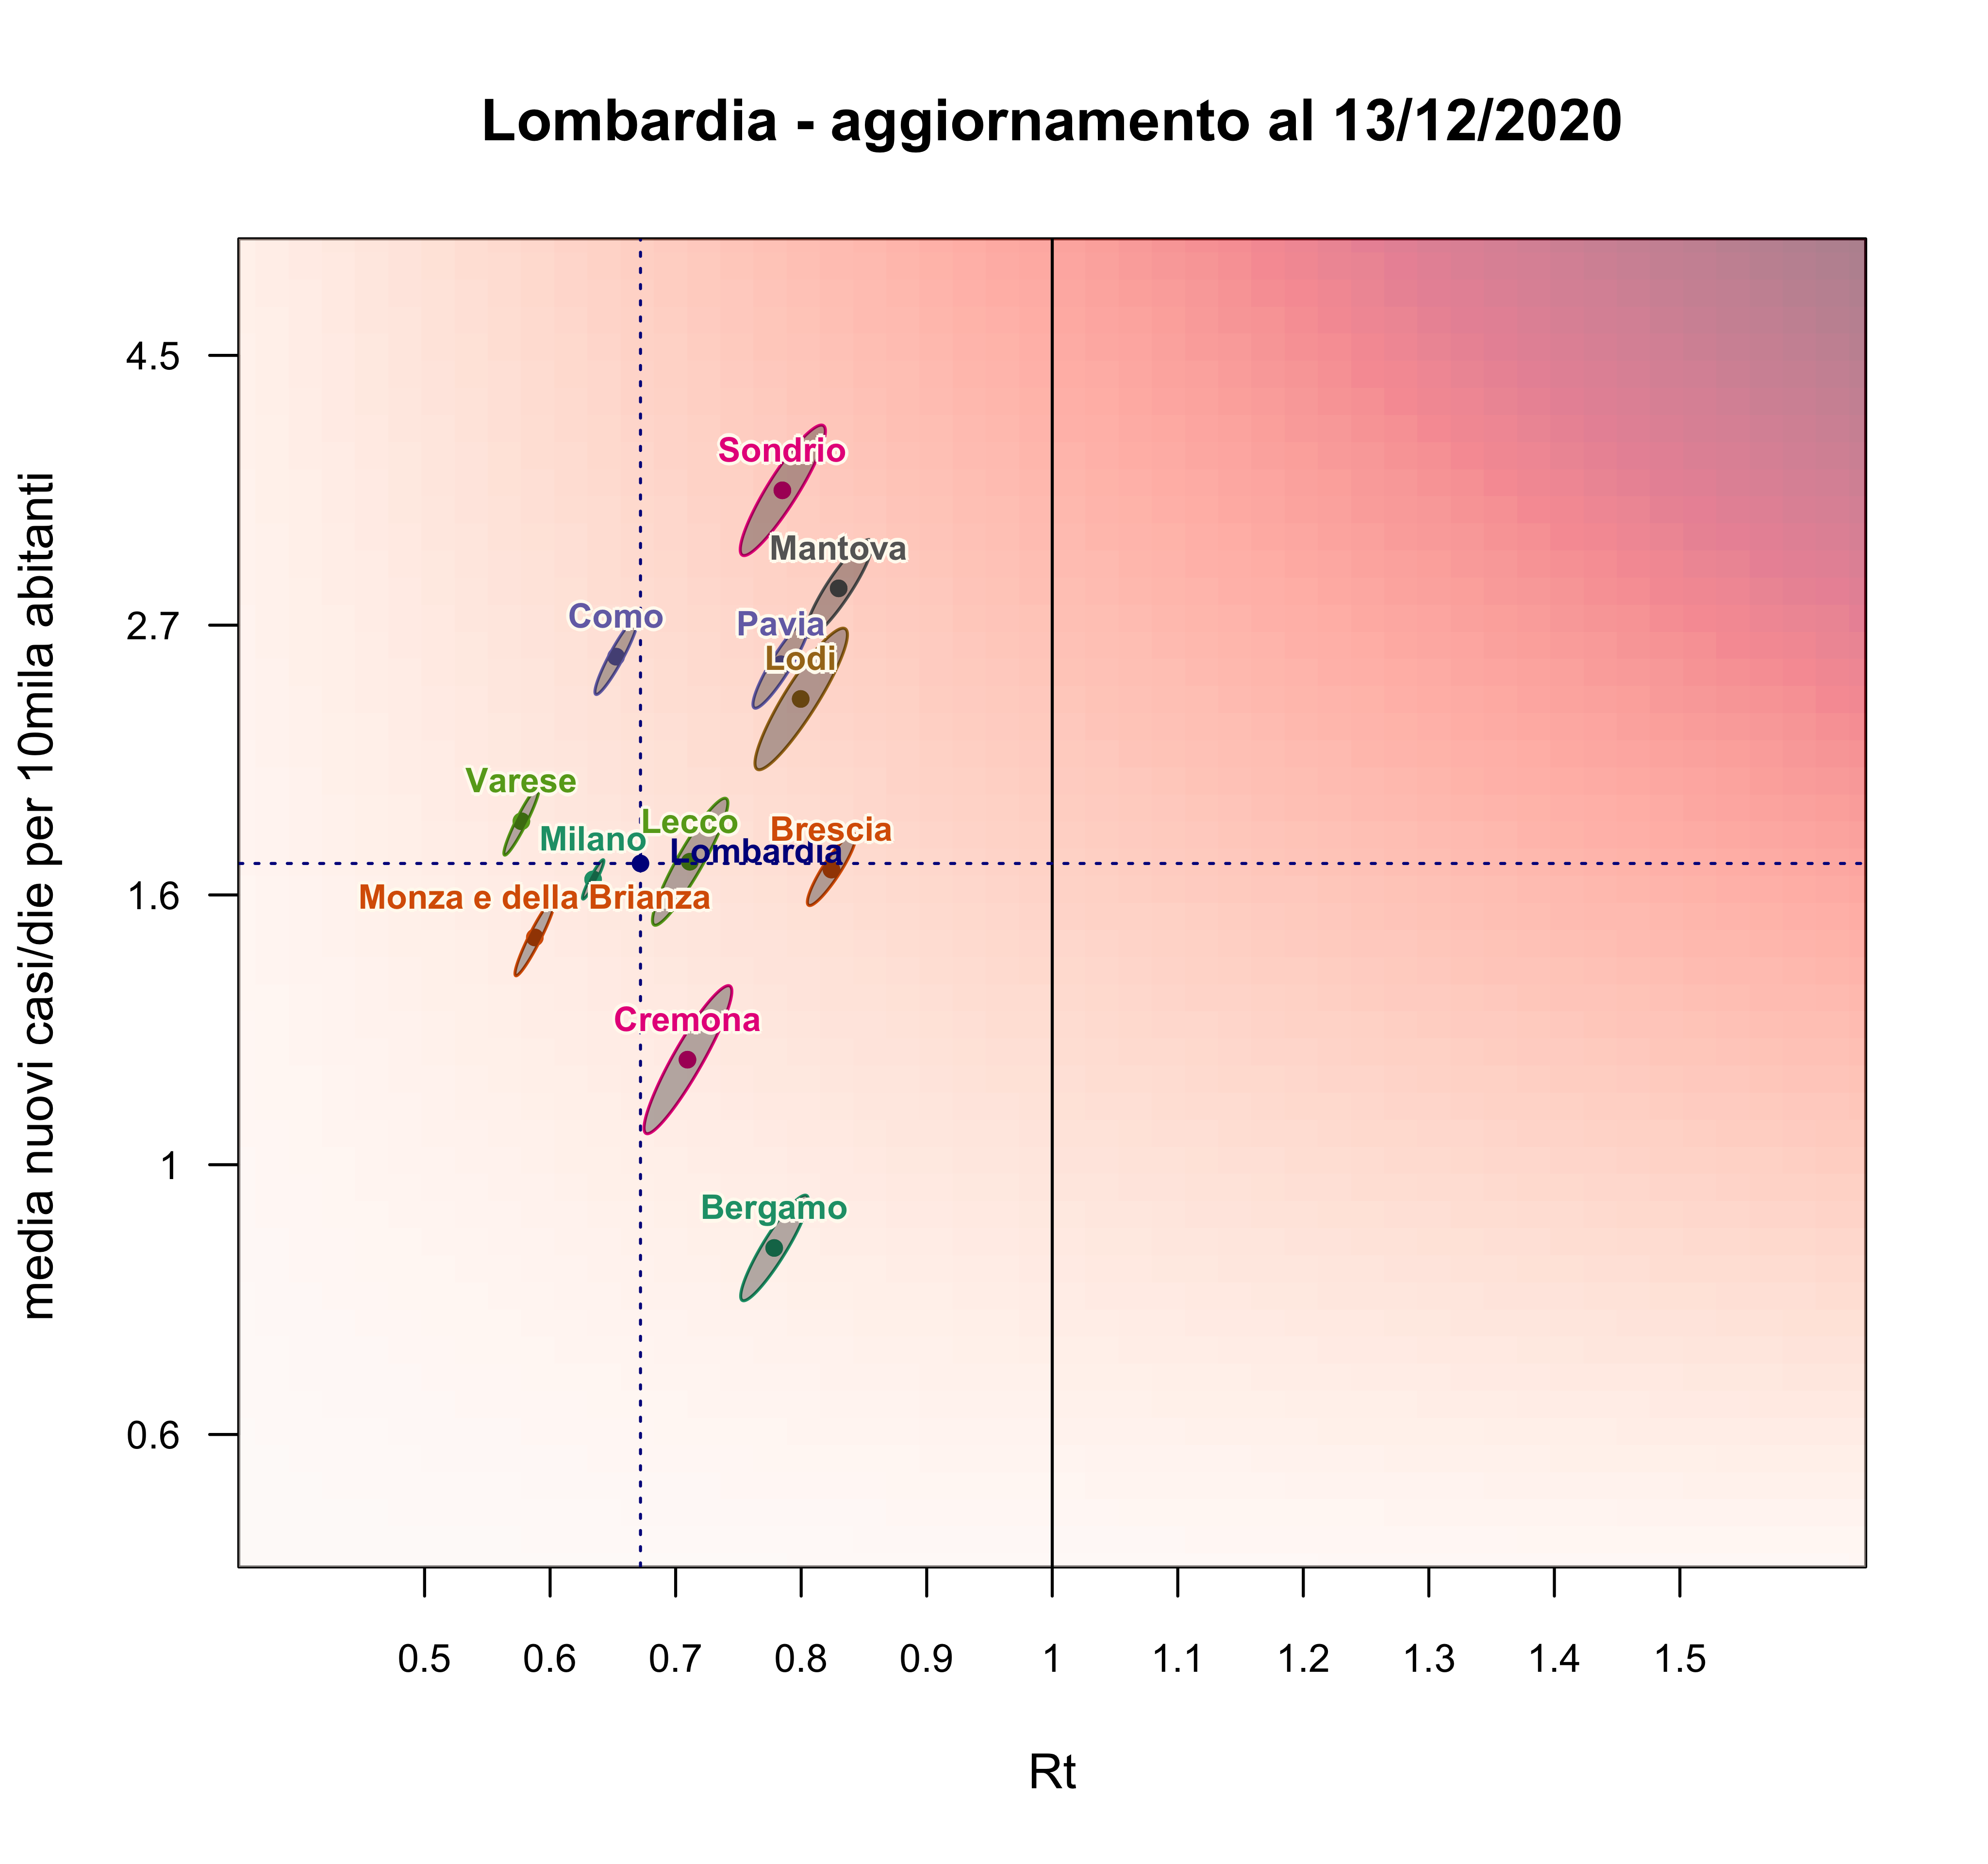 Lombardia - aggiornamento al 13/12/2020
media nuovi casi/die per 10mila abitanti
4.5
2.7
1.6
1
0.6
Sondrio
Mantova
Como
Pavia
Lodi
Varese
Milano
Lecco
Brescia
Lombardia
Monza e della Brianza
Cremona
Bergamo
0.5 0.6 0.7 0.8 0.9 1 1.1 1.2 1.3 1.4 1.5
Rt